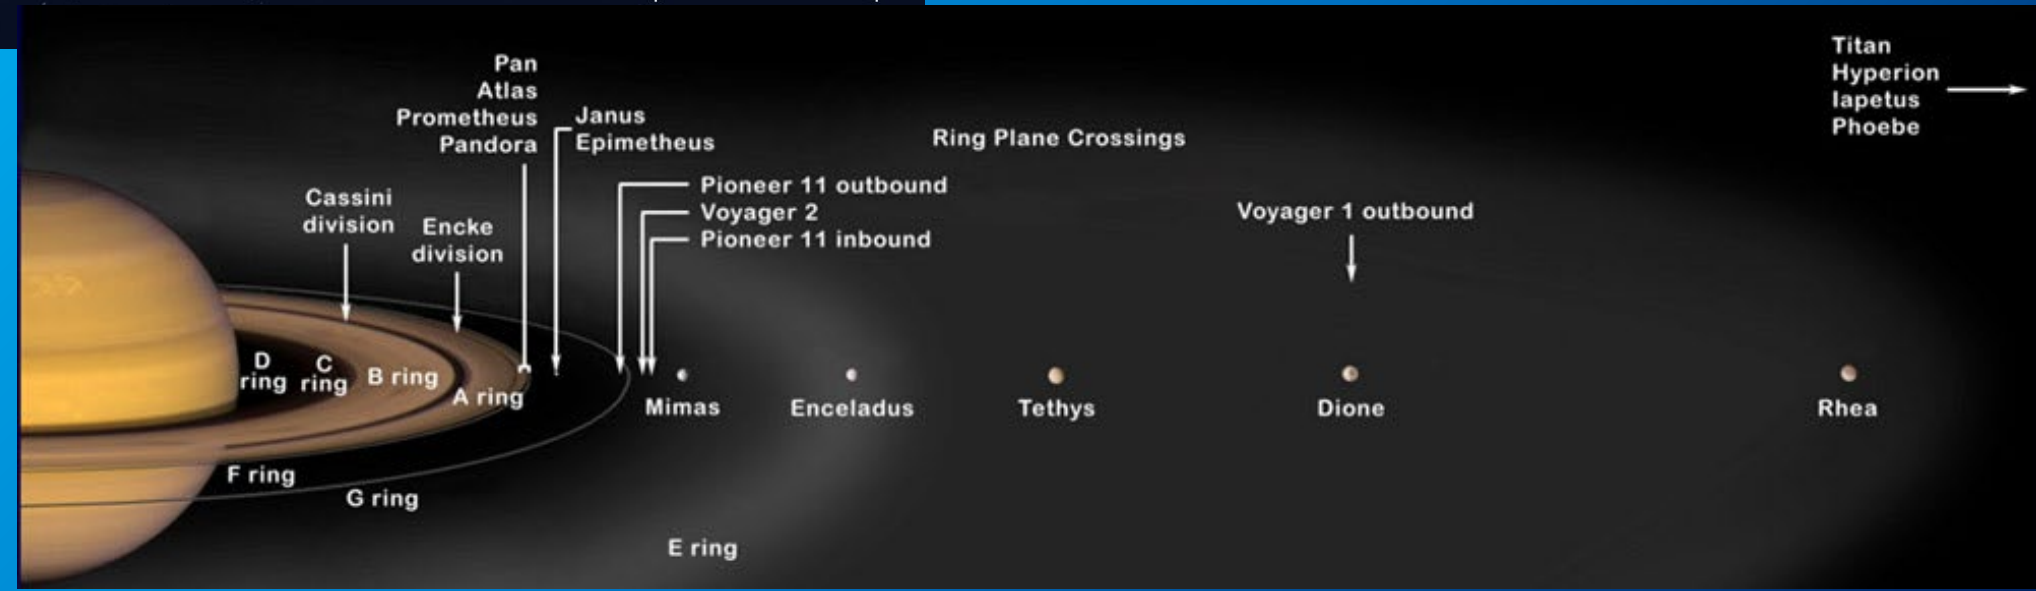 Titan
Hyperion
Iapetus
Phoebe
Pan
Atlas
Prometheus
Pandora
Janus
Epimetheus
Ring Plane Crossings
Cassini
division
Encke
division
Pioneer 11 outbound
Voyager 2
Pioneer 11 inbound
Voyager 1 outbound
D
ring
C
ring
B ring
A ring
Mimas
Enceladus
Tethys
Dione
Rhea
F ring
G ring
E ring